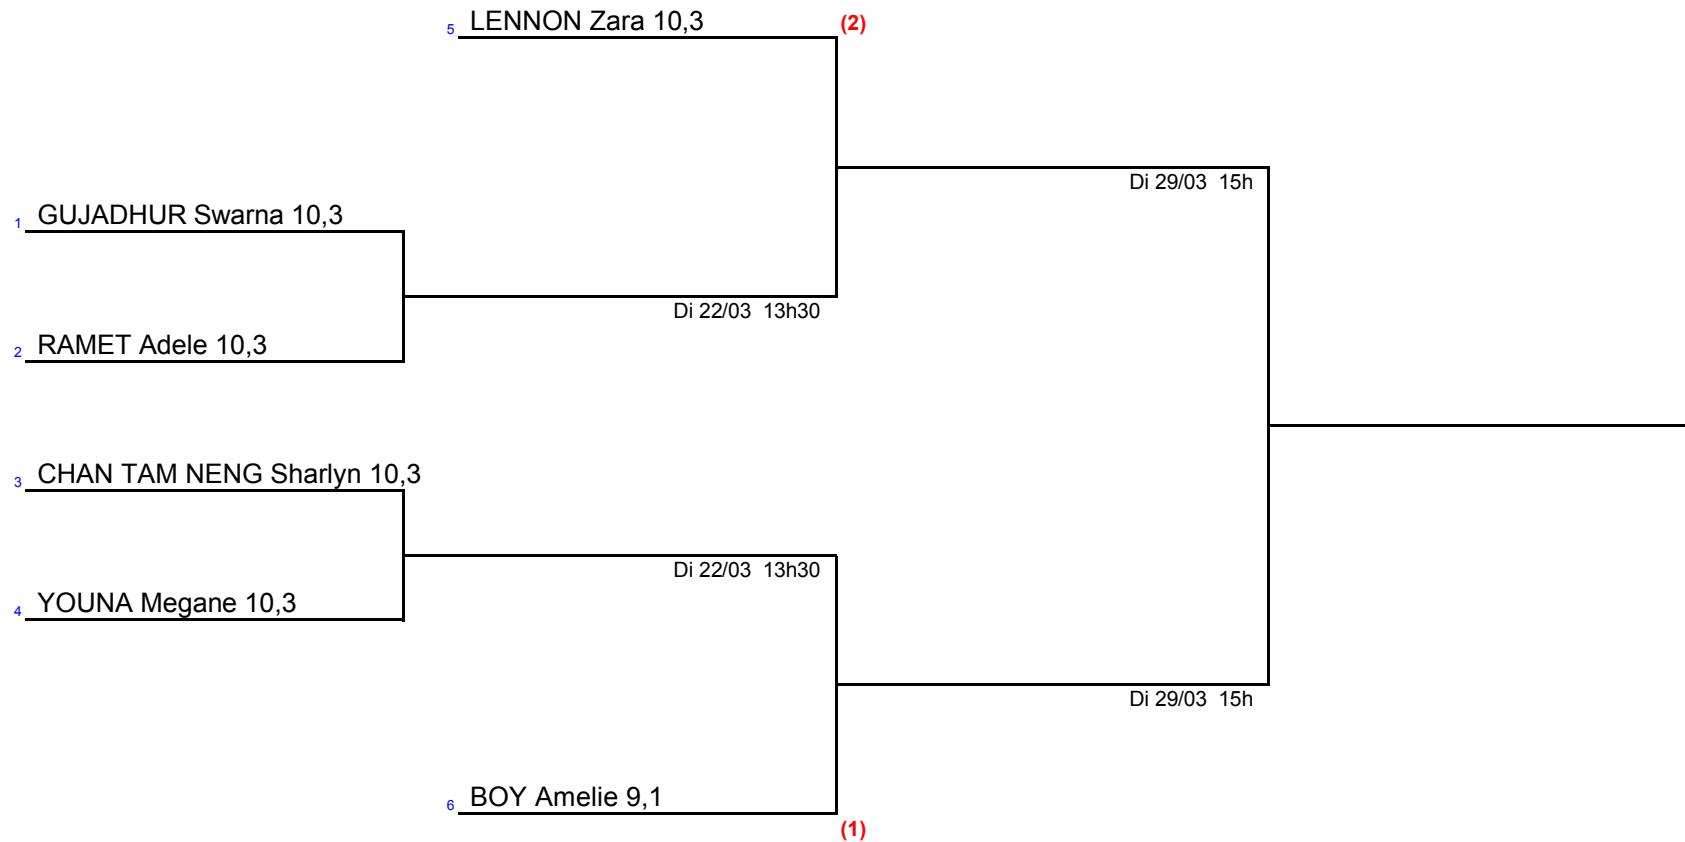 5 LENNON Zara 10,3 (2)
Di 29/03 15h
1 GUJADHUR Swarna 10,3
Di 22/03 13h30
2 RAMET Adele 10,3
3 CHAN TAM NENG Sharlyn 10,3
Di 22/03 13h30
4 YOUNA Megane 10,3
Di 29/03 15h
6 BOY Amelie 9,1
(1)